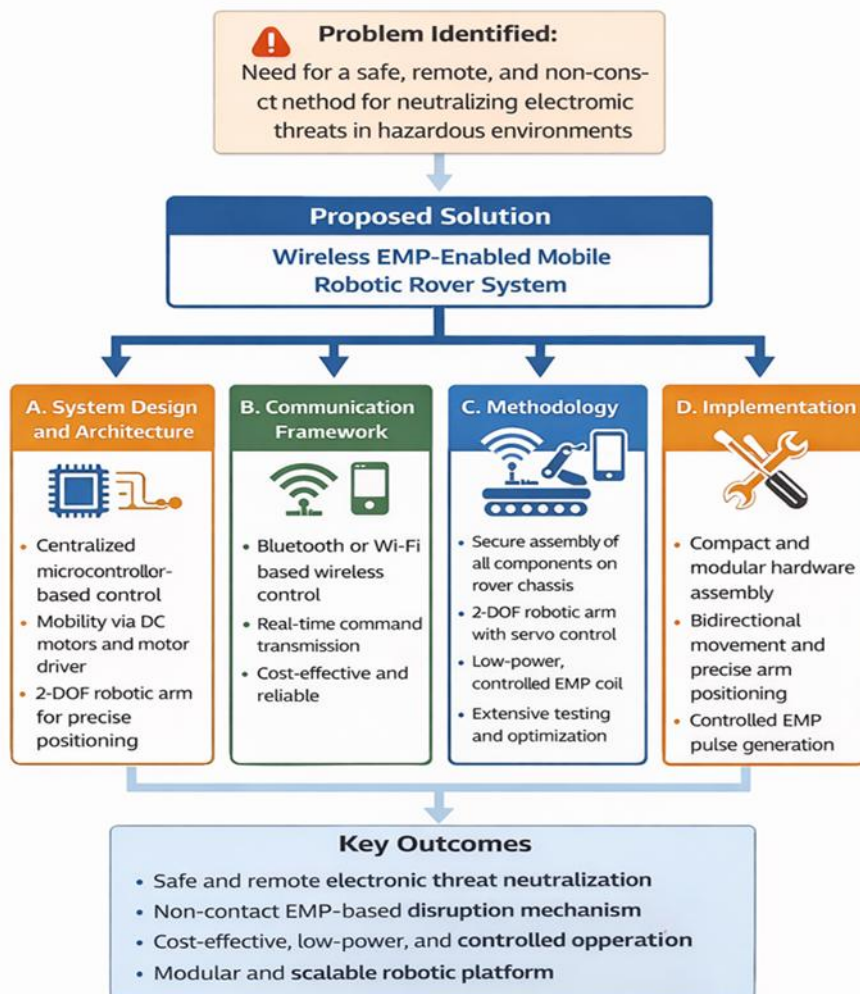 Problem Identified:
Need for a safe, remote, and non-cons-
ct nethod for neutralizing electromic
threats in hazardous environments
Proposed Solution
Wireless EMP-Enabled Mobile
Robotic Rover System
A. System Design
and Architecture
• Centralized
microcontrollor-
based control
• Mobility via DC
motors and motor
driver
• 2-DOF robotic arm
for precise
positioning
B. Communication
Framework
• Bluetooth or Wi-Fi
based wireless
control
• Real-time command
transmission
• Cost-effective and
reliable
C. Methodology
• Secure assembly of
all components on
rover chassis
• 2-DOF robotic arm
with servo control
• Low-power,
controlled EMP coil
• Extensive testing
and optimization
D. Implementation
• Compact and
modular hardware
assembly
• Bidirectional
movement and
precise arm
positioning
• Controlled EMP
pulse generation
Key Outcomes
• Safe and remote electronic threat neutralization
• Non-contact EMP-based disruption mechanism
• Cost-effective, low-power, and controlled opperation
• Modular and scalable robotic platform